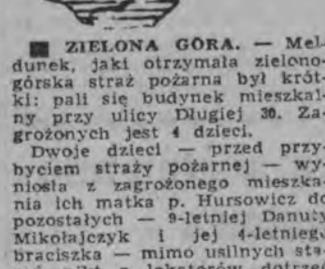 ■ ZIELONA GÓRA. — Mel-
dunek, jaki otrzymała zielono-
górska straż pożarna był krót-
ki: pali się budynek mieszkal-
ny przy ulicy Długiej 30. Za-
grożonych jest 4 dzieci.
Dwoje dzieci — przed przy-
byciem straży pożarnej — wy-
niosła z zagrożonego mieszka-
nia ich matka p. Hursowicz do
pozostałych — 9-letniej Danuty
Mikołajczyk i jej 4-letniego
braciszka — mimo usilnych sta-